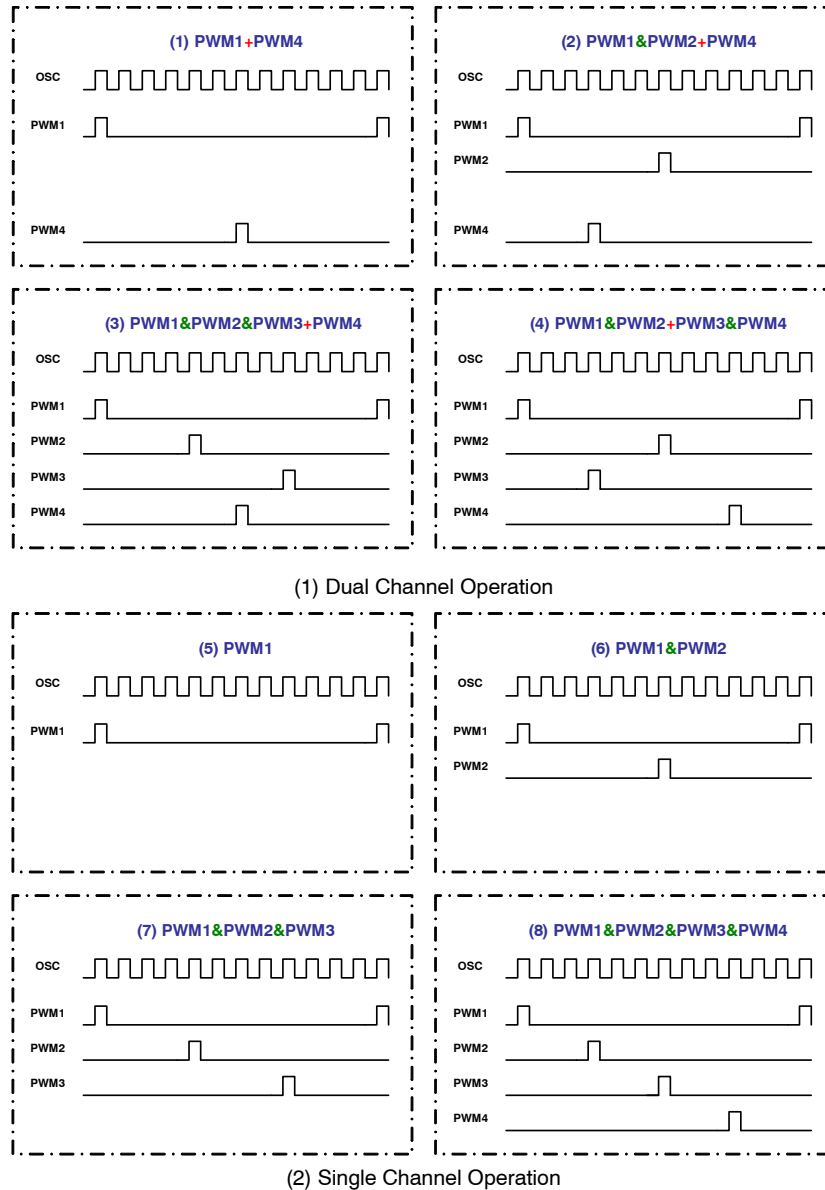 (1) PWM1+PWM4
OSC
PWM1
PWM4
(2) PWM1&PWM2+PWM4
OSC
PWM1
PWM2
PWM4
(3) PWM1&PWM2&PWM3+PWM4
OSC
PWM1
PWM2
PWM3
PWM4
(4) PWM1&PWM2+PWM3&PWM4
OSC
PWM1
PWM2
PWM3
PWM4
(1) Dual Channel Operation
(5) PWM1
OSC
PWM1
(6) PWM1&PWM2
OSC
PWM1
PWM2
(7) PWM1&PWM2&PWM3
OSC
PWM1
PWM2
PWM3
(8) PWM1&PWM2&PWM3&PWM4
OSC
PWM1
PWM2
PWM3
PWM4
(2) Single Channel Operation